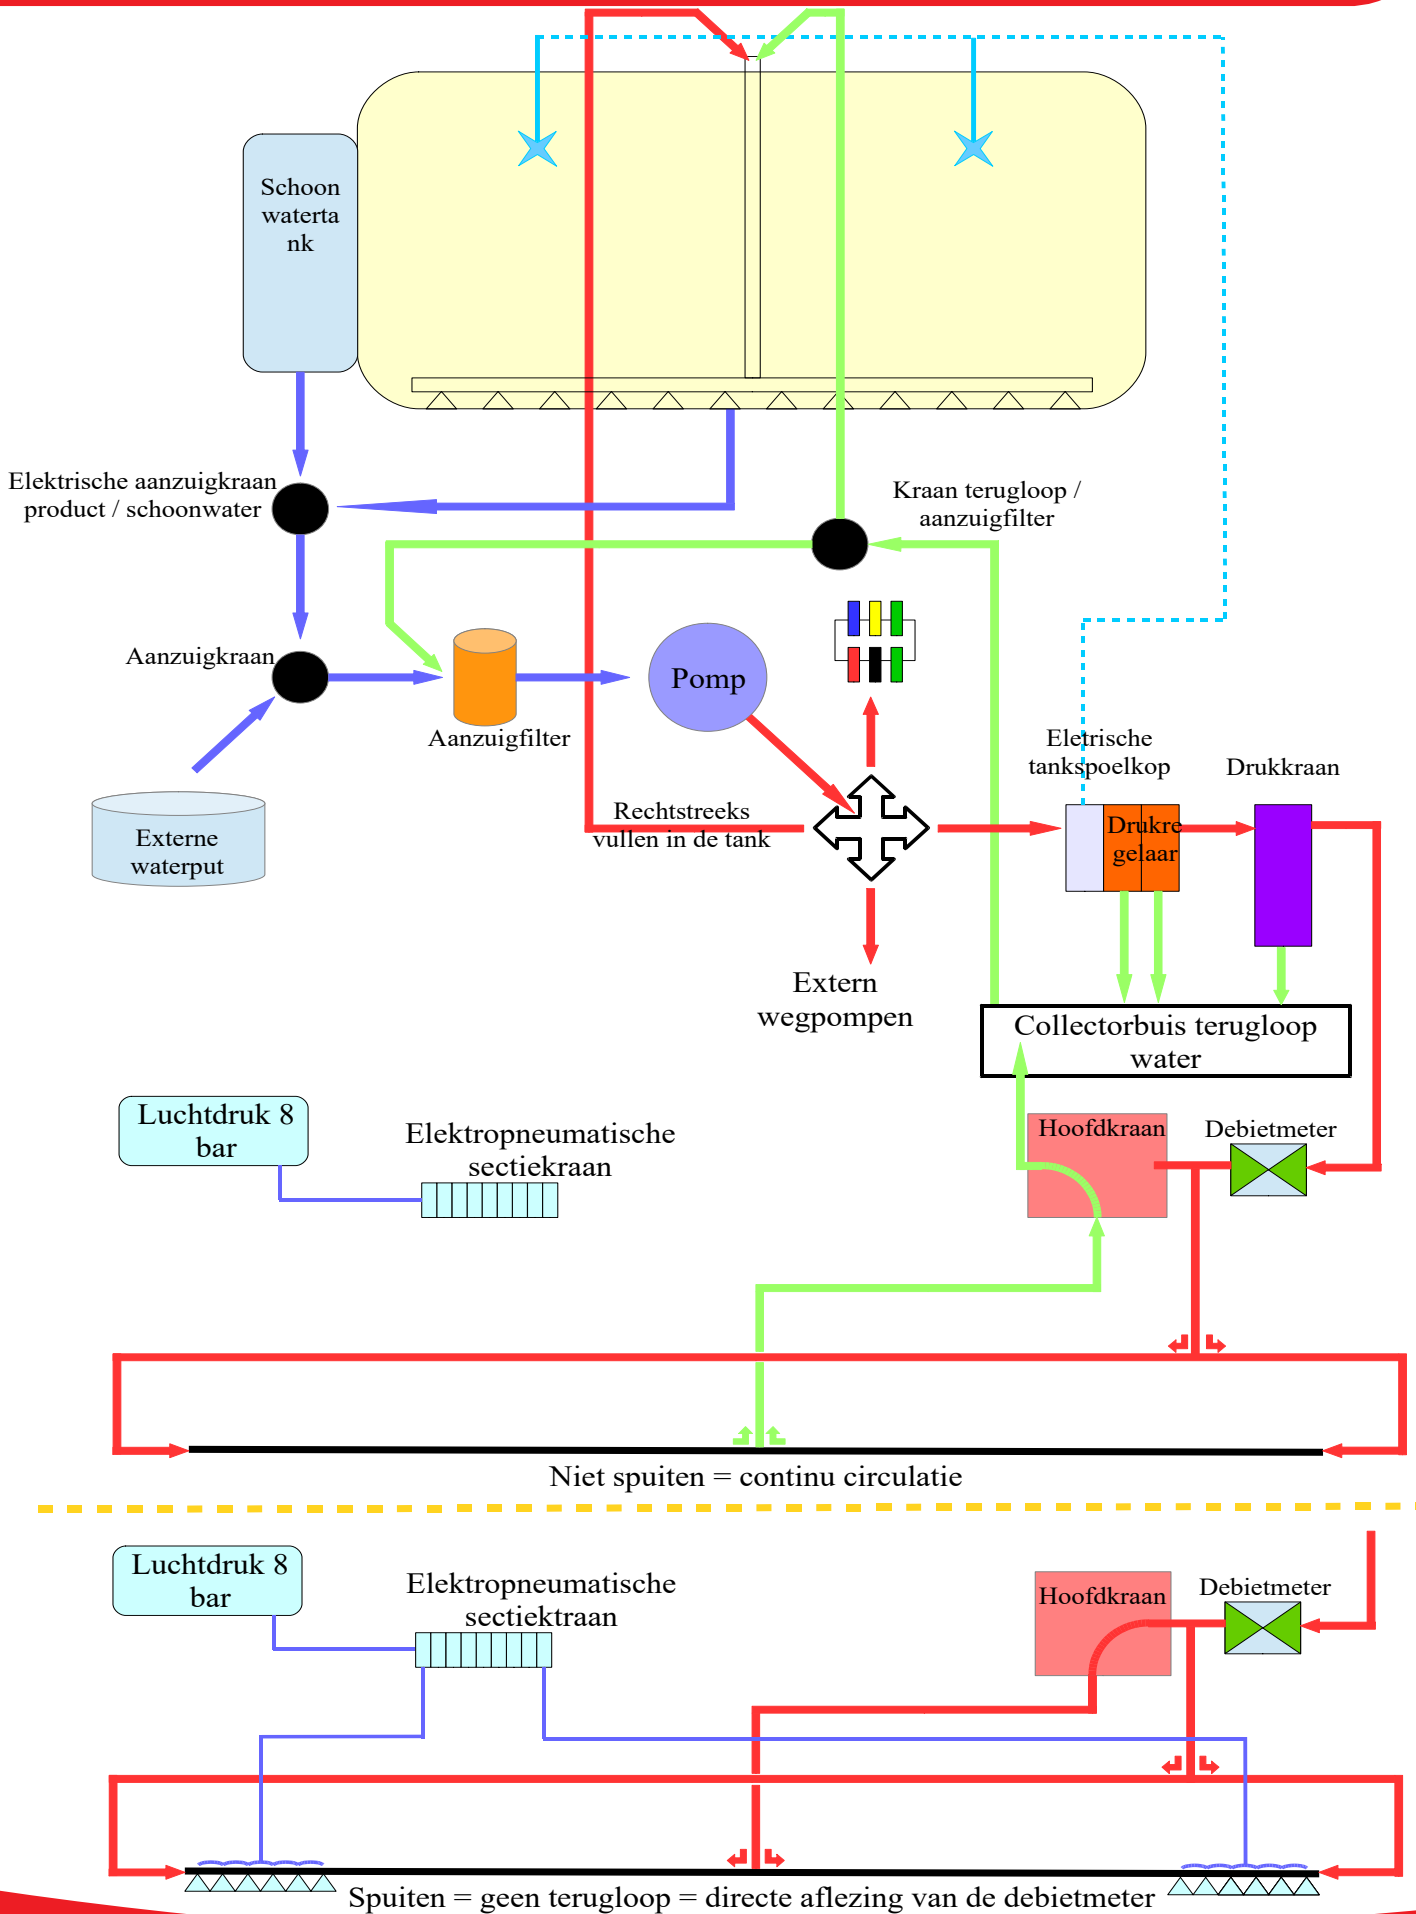 Schoon
waterta
nk
Elektrische aanzuigkraan
product / schoonwater
Kraan terugloop /
aanzuigfilter
Aanzuigkraan
Pomp
Aanzuigfilter
Eletrische
tankspoelkop
Drukkraan
Rechtstreeks
vullen in de tank
Drukre
gelaar
Externe
waterput
Extern
wegpompen
Collectorbuis terugloop
water
Luchtdruk 8
bar
Elektropneumatische
sectiekraan
Hoofdkraan
Debietmeter
Niet spuiten = continu circulatie
Luchtdruk 8
bar
Elektropneumatische
sectiektraan
Hoofdkraan
Debietmeter
Spuiten = geen terugloop = directe aflezing van de debietmeter